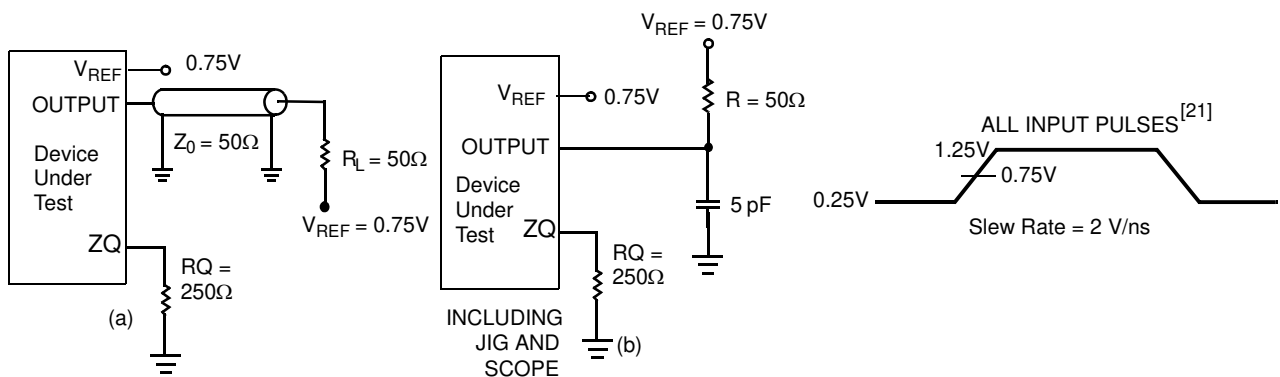 V_REF 0.75V
OUTPUT
Z_0 = 50Ω
Device
Under
Test
R_L = 50Ω
V_REF = 0.75V
ZQ
RQ =
250Ω
(a)
V_REF = 0.75V
V_REF 0.75V
R = 50Ω
OUTPUT
Device
Under
Test
5 pF
ZQ
RQ =
250Ω
INCLUDING
JIG AND
SCOPE
(b)
ALL INPUT PULSES[21]
1.25V
0.75V
0.25V
Slew Rate = 2 V/ns